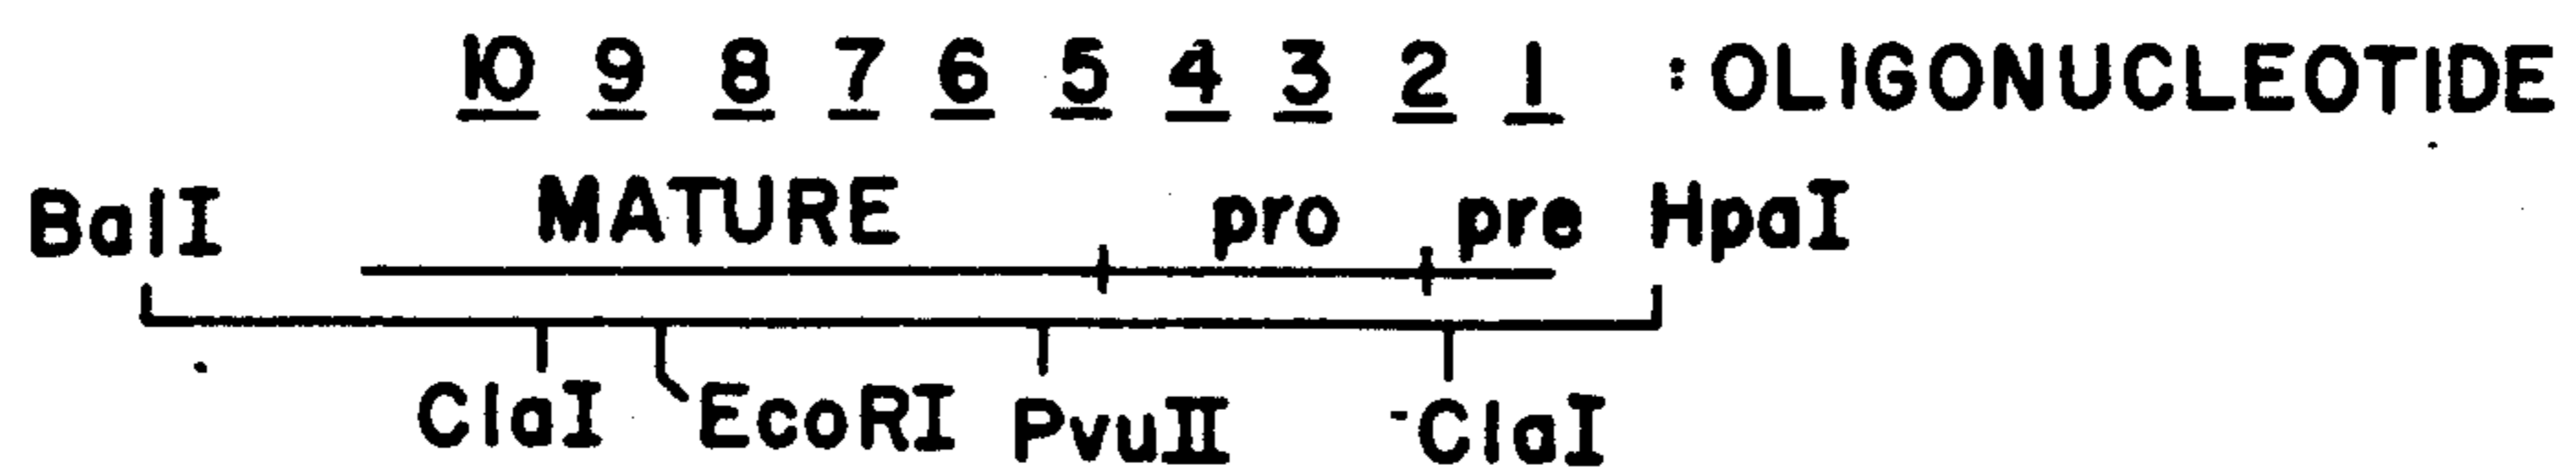 10 9 8 7 6 5 4 3 2 1 : OLIGONUCLEOTIDE
BalI MATURE pro pre HpaI
ClaI EcoRI PvuII ClaI